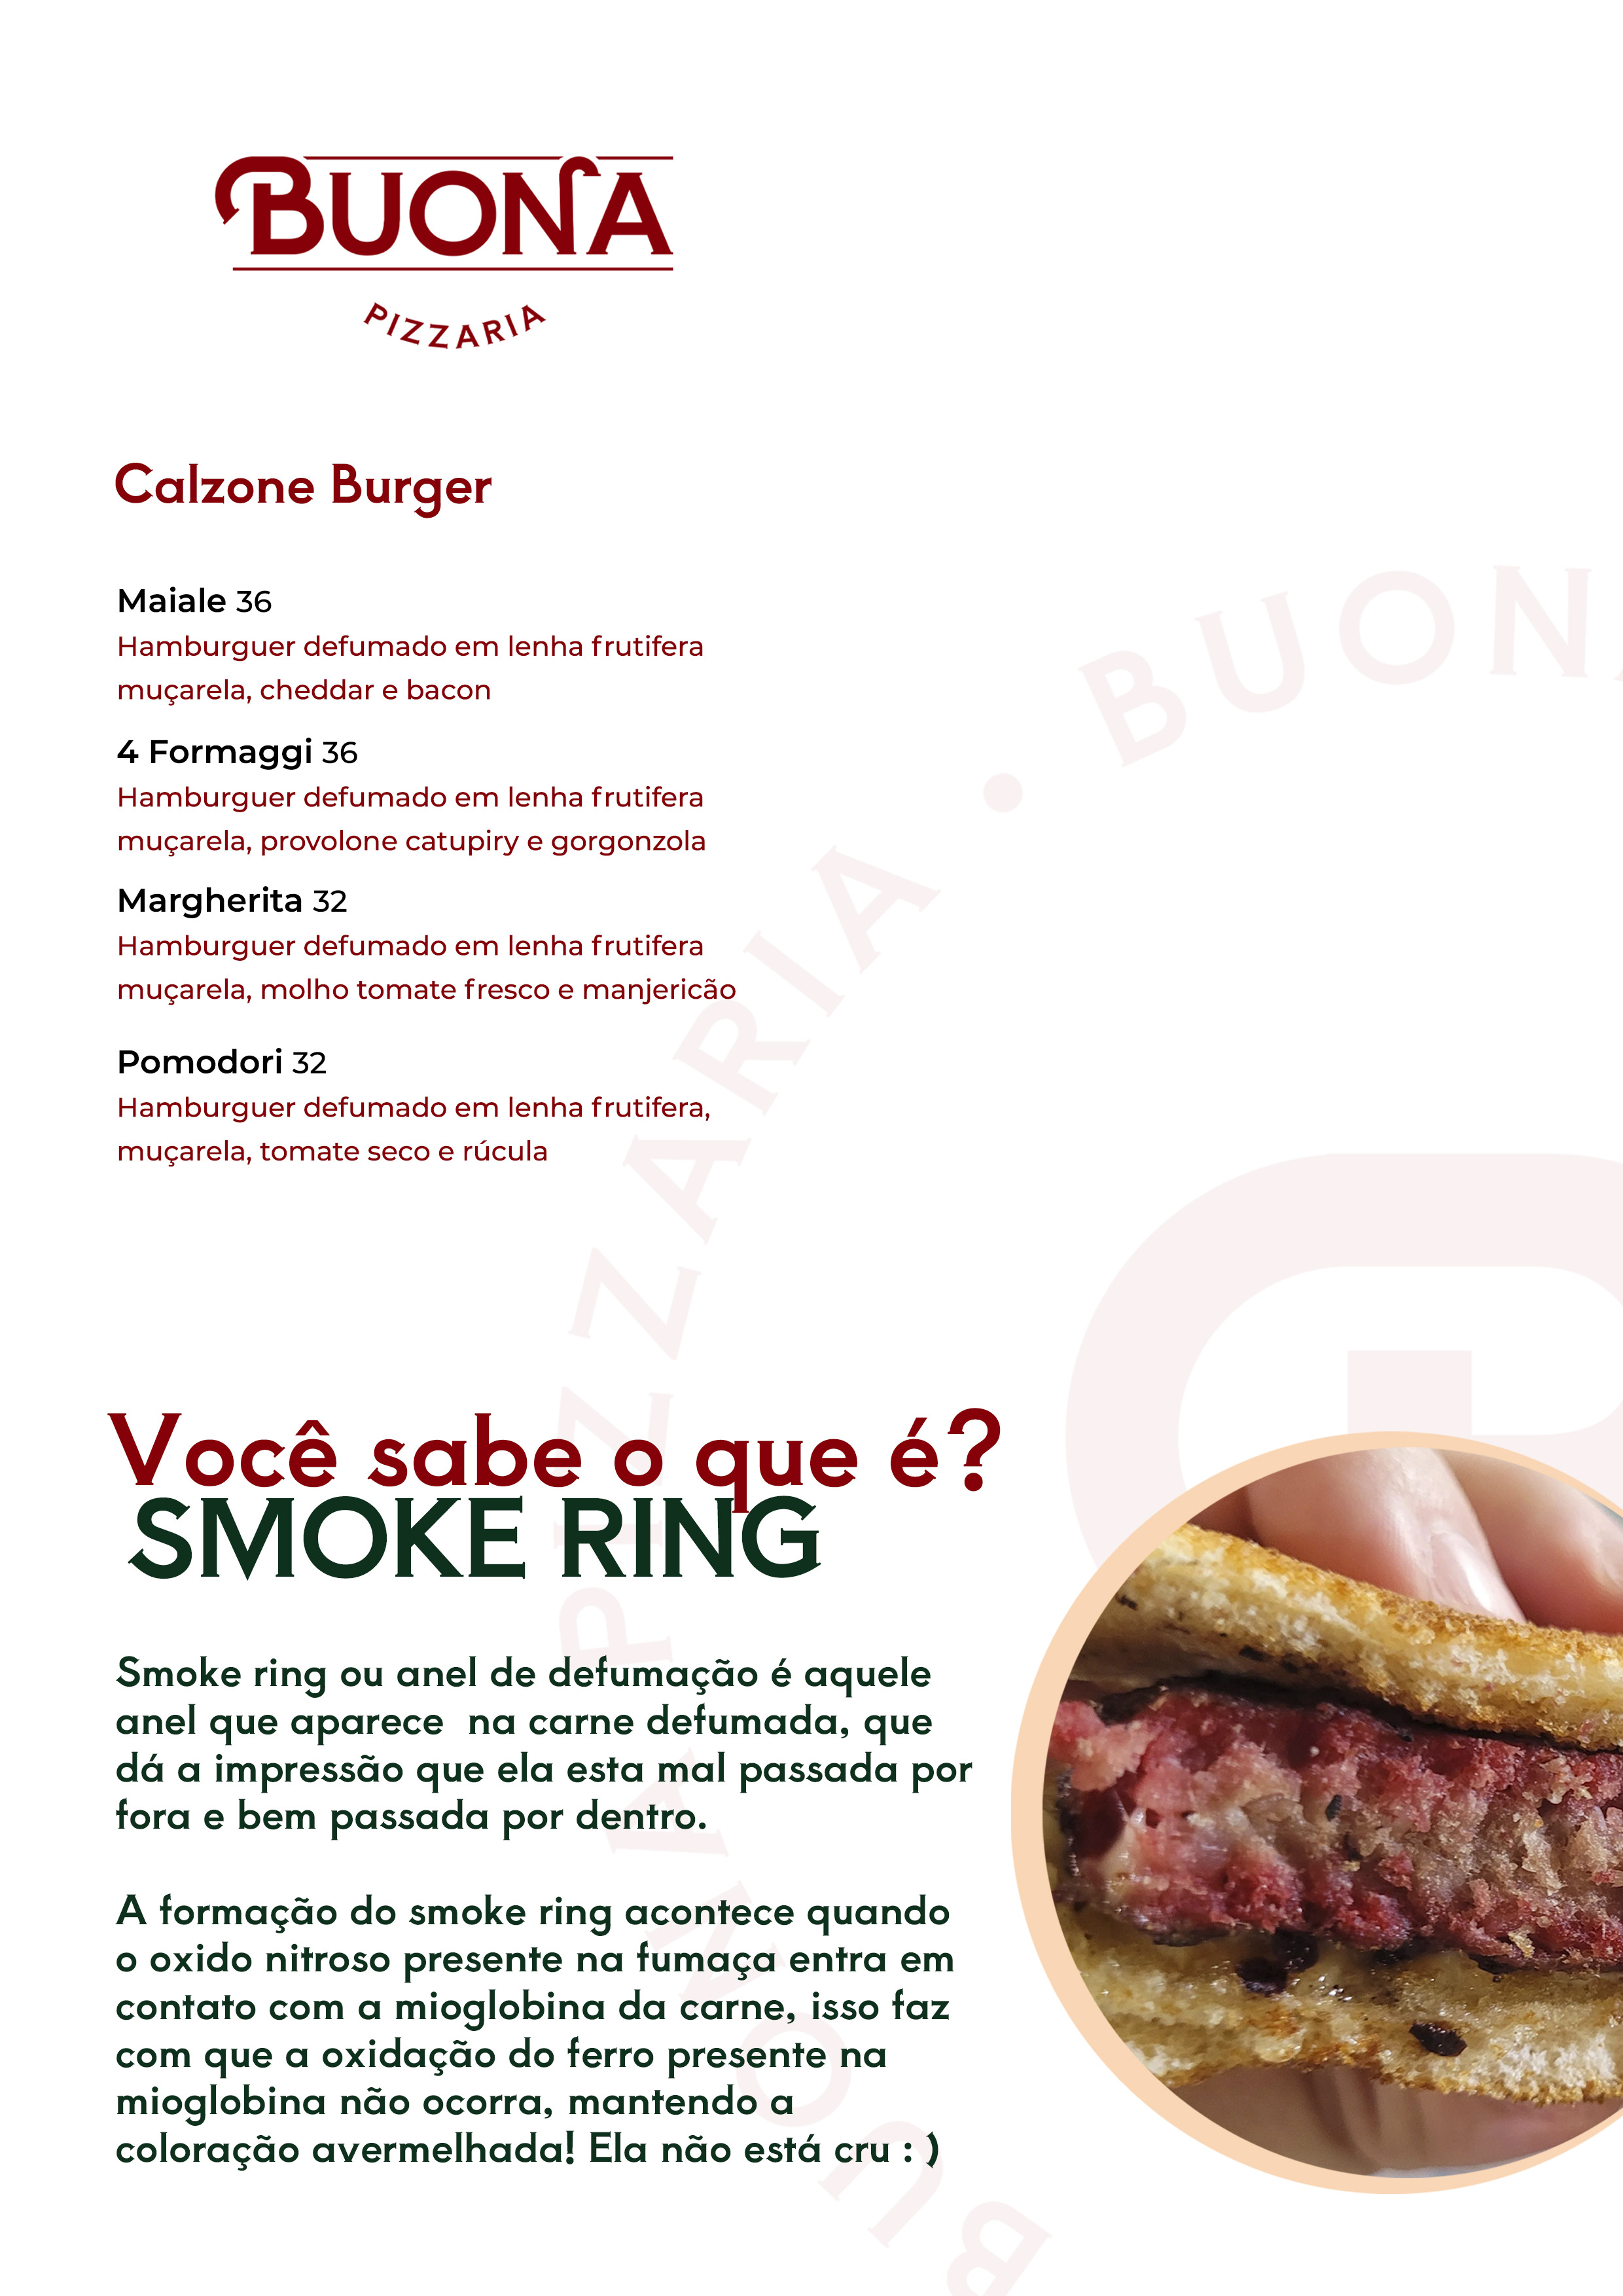 BUONA
PIZZARIA
Calzone Burger
Maiale 36
Hamburguer defumado em lenha frutifera
muçarela, cheddar e bacon
4 Formaggi 36
Hamburguer defumado em lenha frutifera
muçarela, provolone catupiry e gorgonzola
Margherita 32
Hamburguer defumado em lenha frutifera
muçarela, molho tomate fresco e manjericão
Pomodori 32
Hamburguer defumado em lenha frutifera,
muçarela, tomate seco e rúcula
BUONA PIZZARIA • BUONA
Você sabe o que é?
SMOKE RING
Smoke ring ou anel de defumação é aquele
anel que aparece na carne defumada, que
dá a impressão que ela esta mal passada por
fora e bem passada por dentro.
A formação do smoke ring acontece quando
o oxido nitroso presente na fumaça entra em
contato com a mioglobina da carne, isso faz
com que a oxidação do ferro presente na
mioglobina não ocorra, mantendo a
coloração avermelhada! Ela não está cru : )